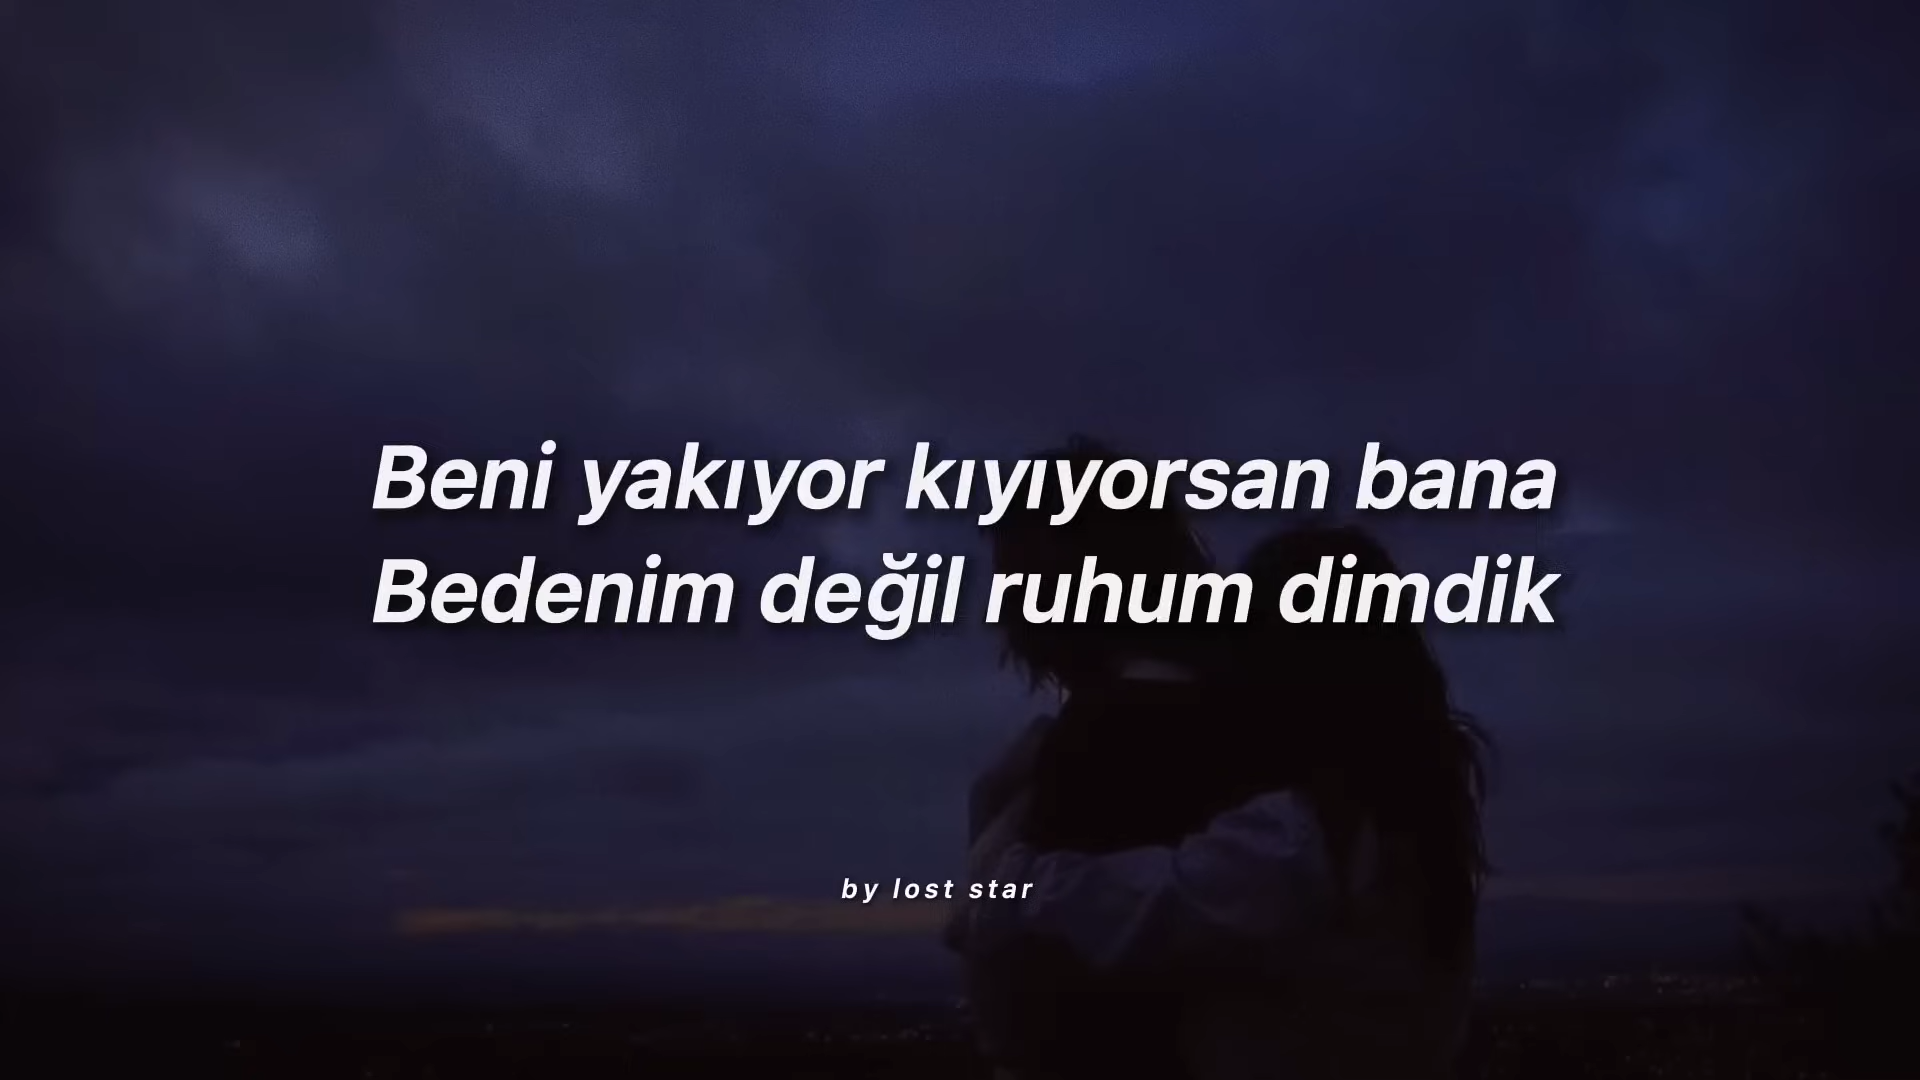 Beni yakıyor kıyıyorsan bana
Bedenim değil ruhum dimdik
by lost star